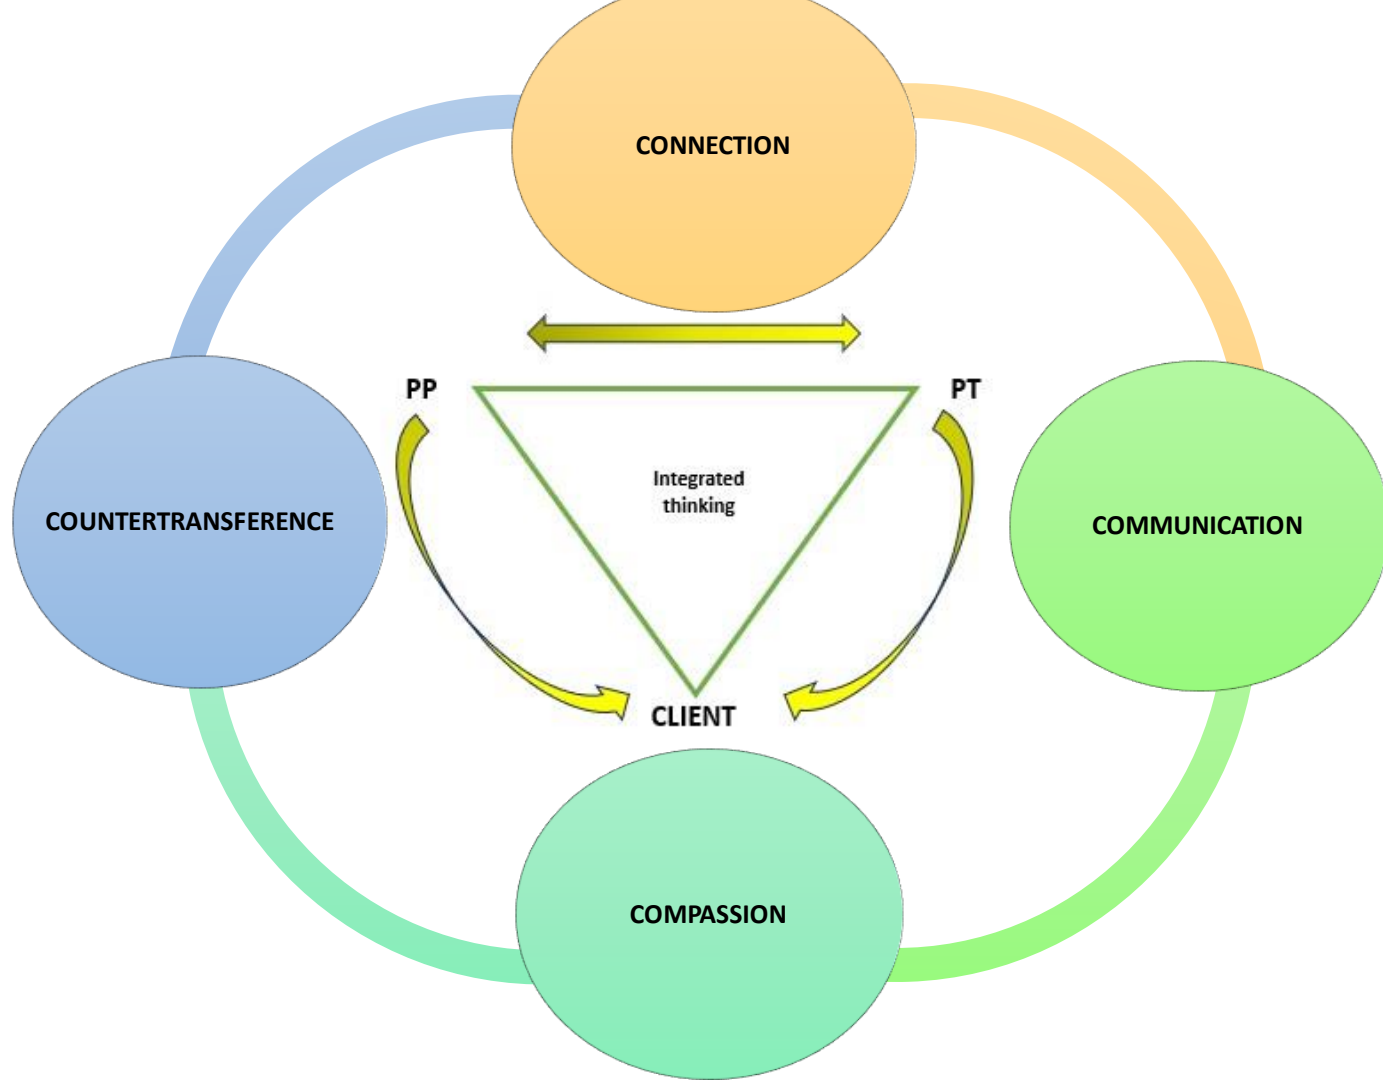 CONNECTION
PP
PT
Integrated
thinking
COUNTERTRANSFERENCE
COMMUNICATION
CLIENT
COMPASSION